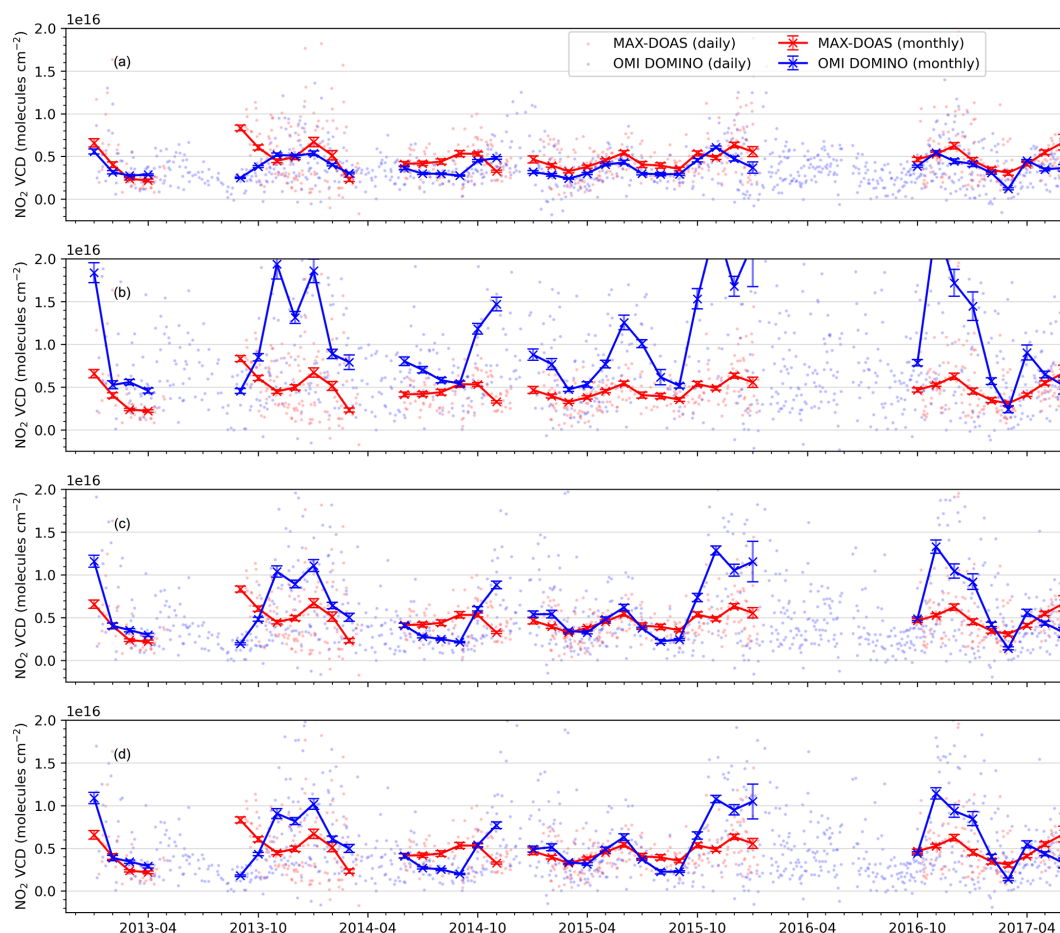 1e16
2.0
(a)
MAX-DOAS (daily) MAX-DOAS (monthly)
OMI DOMINO (daily) OMI DOMINO (monthly)
1.5
1.0
0.5
0.0
NO₂ VCD (molecules cm⁻²)
1e16
2.0
(b)
1.5
1.0
0.5
0.0
NO₂ VCD (molecules cm⁻²)
1e16
2.0
(c)
1.5
1.0
0.5
0.0
NO₂ VCD (molecules cm⁻²)
1e16
2.0
(d)
1.5
1.0
0.5
0.0
NO₂ VCD (molecules cm⁻²)
2013-04 2013-10 2014-04 2014-10 2015-04 2015-10 2016-04 2016-10 2017-04